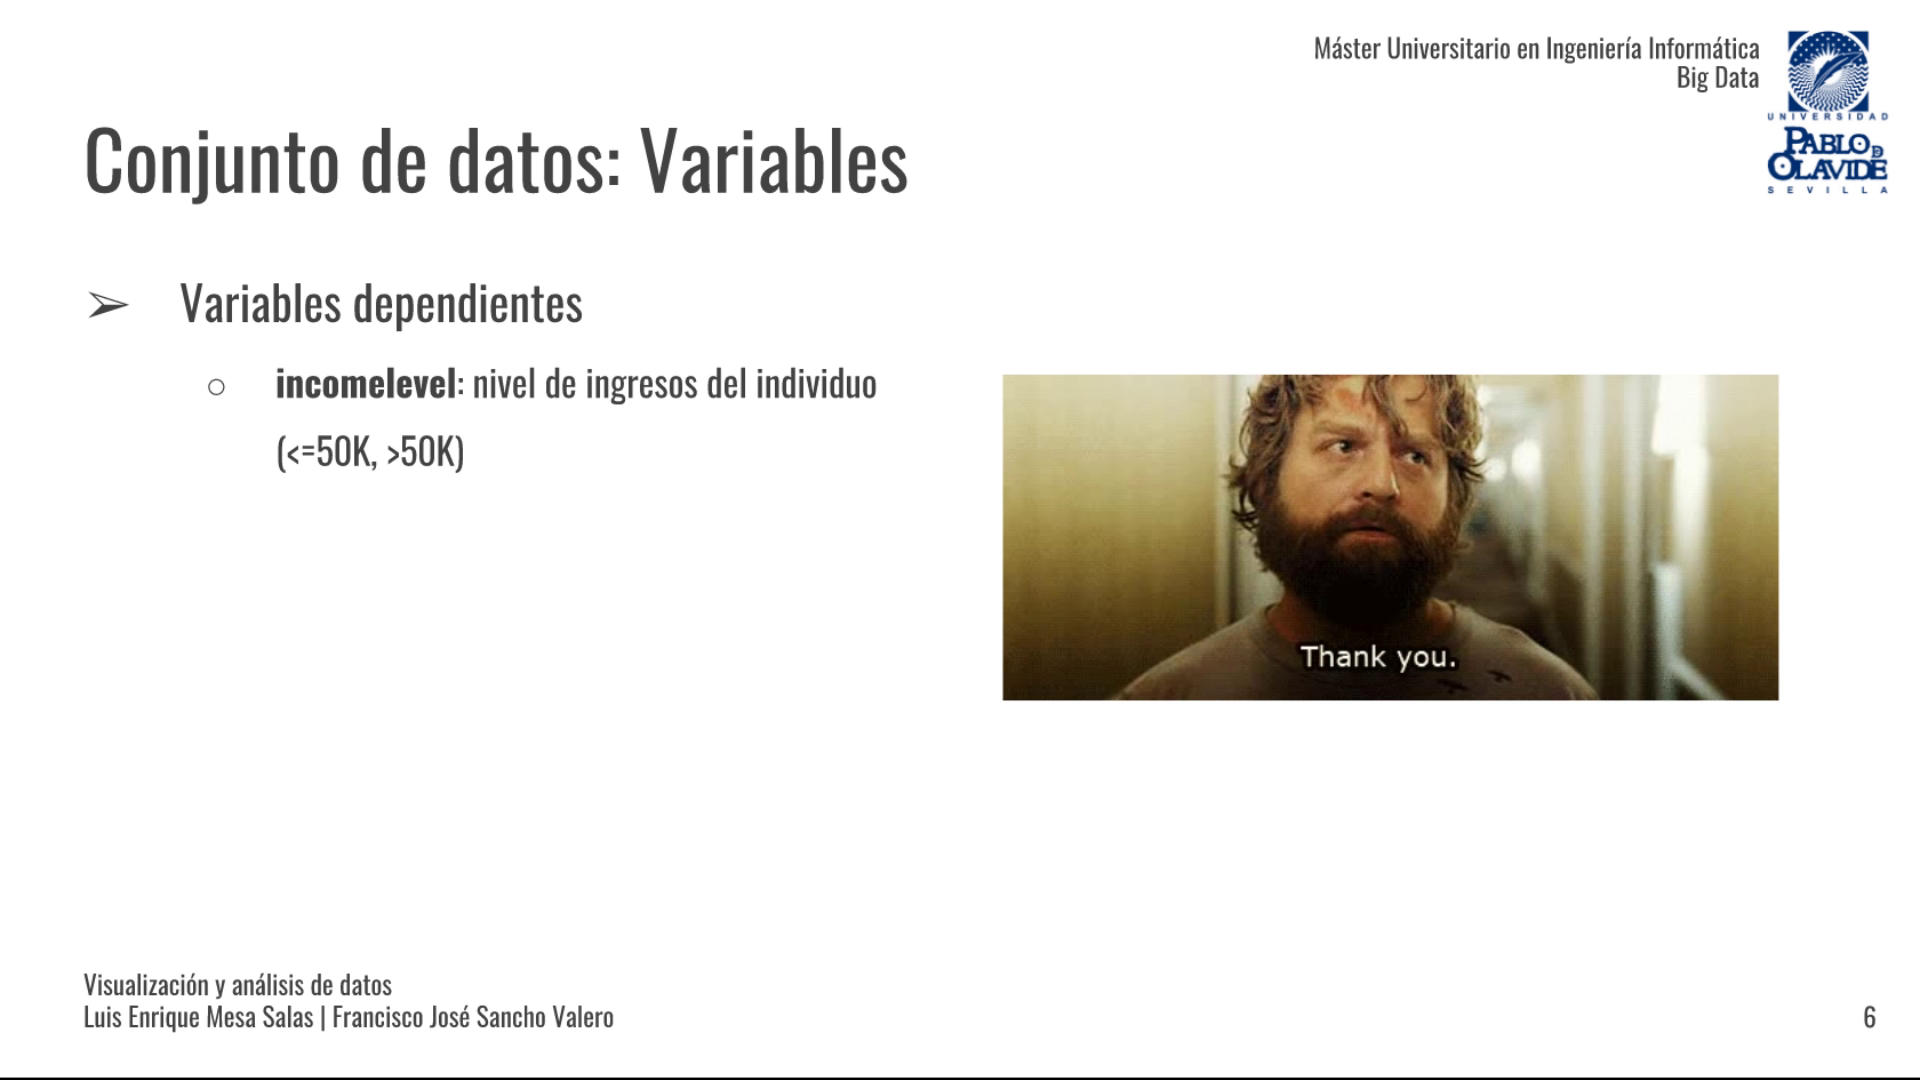 Máster Universitario en Ingeniería Informática
Big Data
UNIVERSIDAD
PABLO DE
OLAVIDE
SEVILLA
Conjunto de datos: Variables
➢ Variables dependientes
○ incomelevel: nivel de ingresos del individuo
(<=50K, >50K)
Thank you.
Visualización y análisis de datos
Luis Enrique Mesa Salas | Francisco José Sancho Valero
6